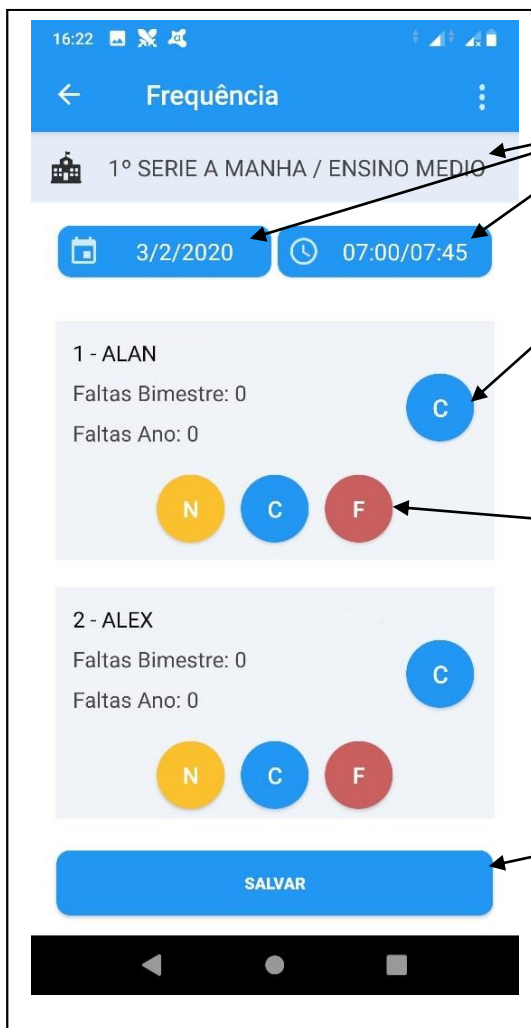 16:22
Frequência
1º SERIE A MANHA / ENSINO MEDIO
3/2/2020 07:00/07:45
1 - ALAN
Faltas Bimestre: 0
C
Faltas Ano: 0
N C F
2 - ALEX
Faltas Bimestre: 0
C
Faltas Ano: 0
N C F
SALVAR